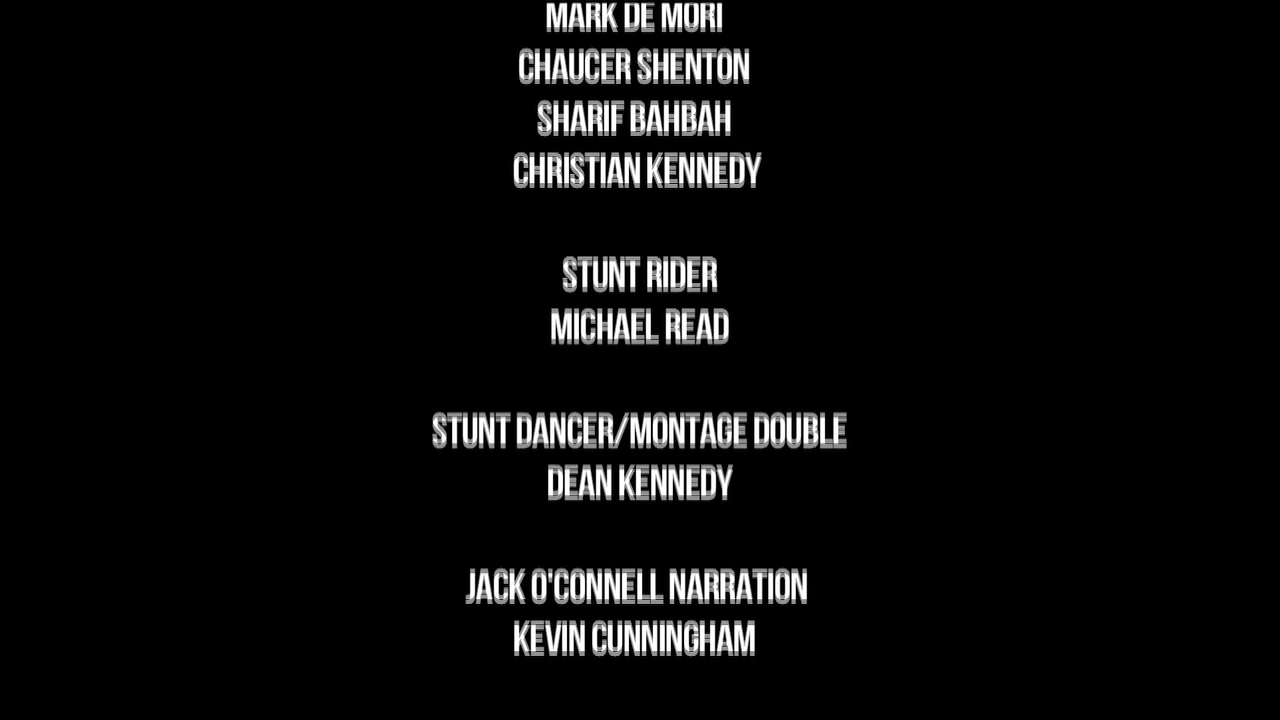 MARK DE MORI
CHAUCER SHENTON
SHARIF BAHBAH
CHRISTIAN KENNEDY
STUNT RIDER
MICHAEL READ
STUNT DANCER/MONTAGE DOUBLE
DEAN KENNEDY
JACK O'CONNELL NARRATION
KEVIN CUNNINGHAM